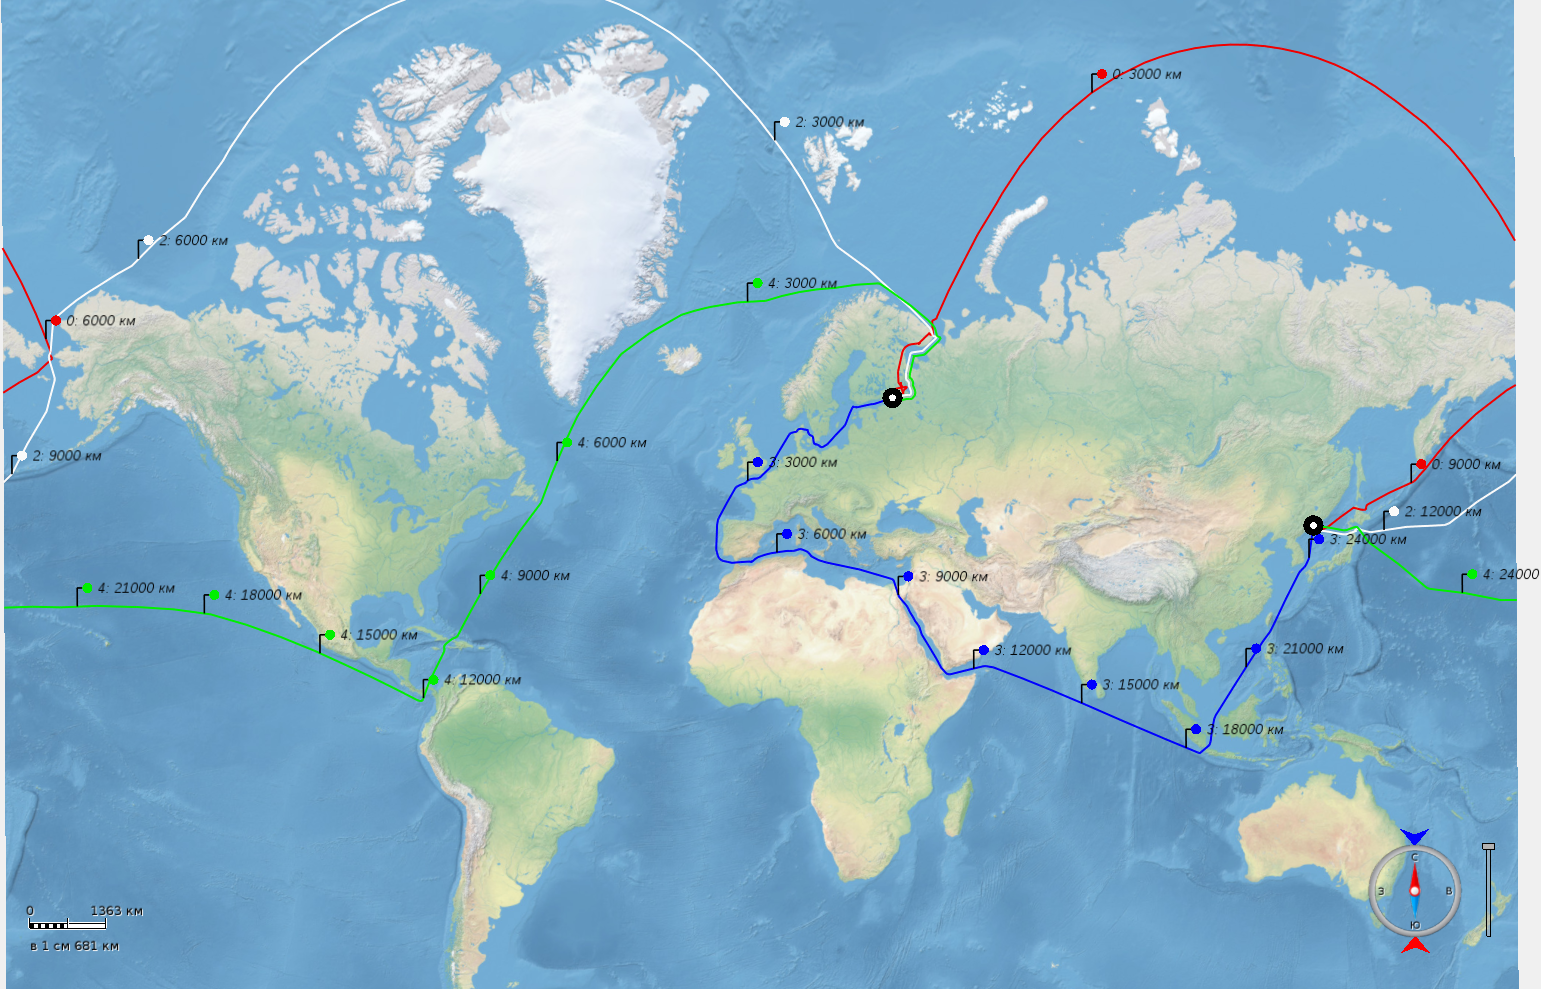 0: 3000 км
2: 3000 км
2: 6000 км
4: 3000 км
0: 6000 км
4: 6000 км
2: 9000 км
3: 3000 км
0: 9000 км
2: 12000 км
3: 6000 км
3: 24000 км
4: 9000 км
3: 9000 км
4: 24000
4: 21000 км
4: 18000 км
4: 15000 км
3: 21000 км
3: 12000 км
4: 12000 км
3: 15000 км
3: 18000 км
С
З
В
Ю
0 1363 км
в 1 см 681 км